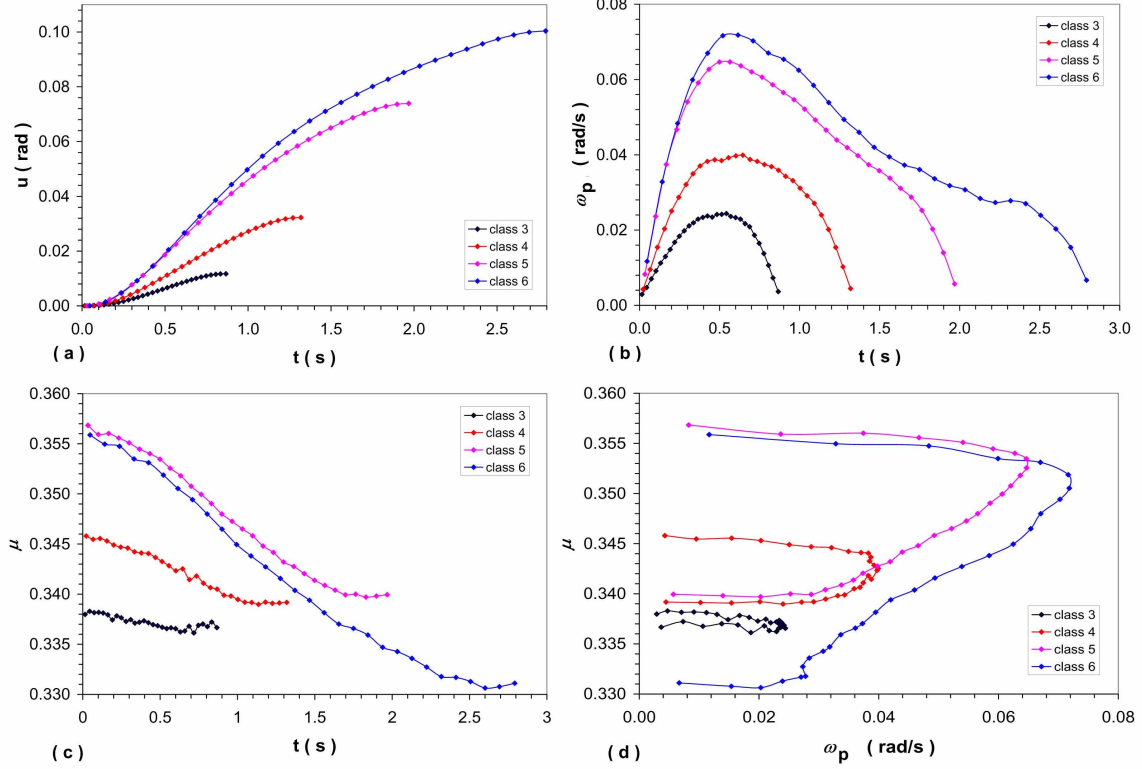 0.10
0.08
0.06
0.04
0.02
0.00
u ( rad )
class 3
class 4
class 5
class 6
0.0 0.5 1.0 1.5 2.0 2.5
( a )
t ( s )
0.08
0.06
0.04
0.02
0.00
ωp ( rad/s)
class 3
class 4
class 5
class 6
0.0 0.5 1.0 1.5 2.0 2.5 3.0
( b )
t ( s )
0.360
0.355
0.350
0.345
0.340
0.335
0.330
μ
class 3
class 4
class 5
class 6
0 0.5 1 1.5 2 2.5 3
( c )
t ( s )
0.360
0.355
0.350
0.345
0.340
0.335
0.330
μ
class 3
class 4
class 5
class 6
0.00 0.02 0.04 0.06 0.08
( d )
ωp ( rad/s)